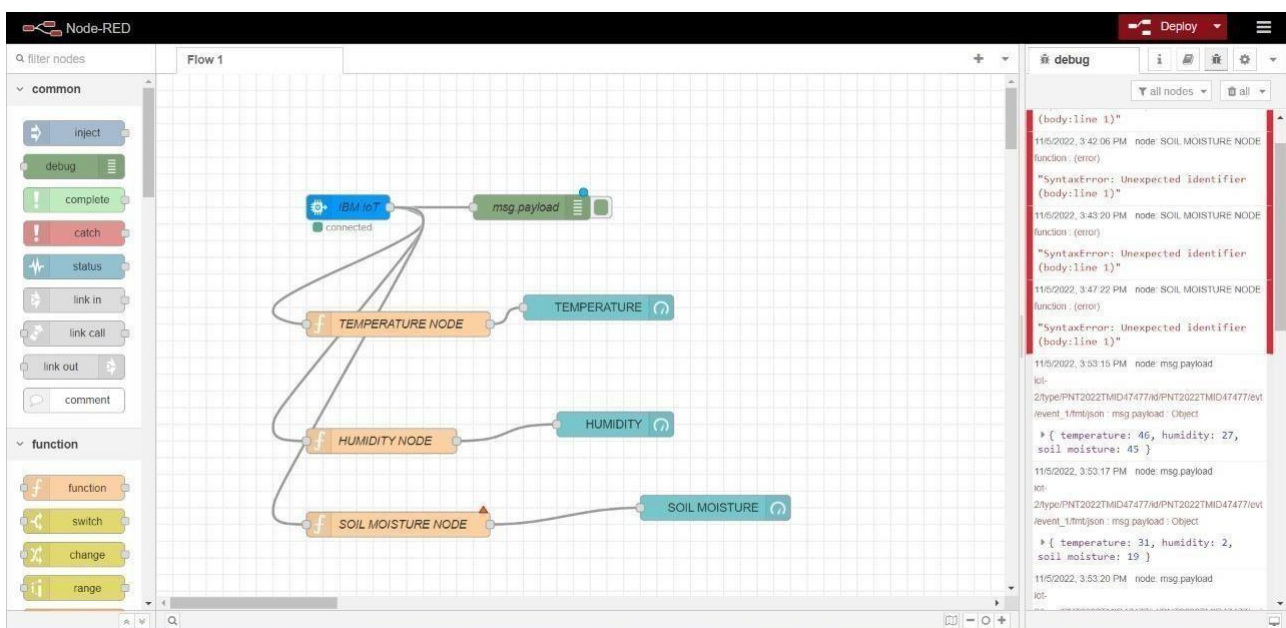 Node-RED
Deploy
filter nodes
common
inject
debug
complete
catch
status
link in
link call
link out
comment
function
function
switch
change
range
Flow 1
IBM IoT
connected
msg.payload
TEMPERATURE NODE
TEMPERATURE
HUMIDITY NODE
HUMIDITY
SOIL MOISTURE NODE
SOIL MOISTURE
debug
all nodes
all
(body:line 1)"
11/5/2022, 3:42:06 PM node: SOIL MOISTURE NODE
function : (error)
"SyntaxError: Unexpected identifier
(body:line 1)"
11/5/2022, 3:43:20 PM node: SOIL MOISTURE NODE
function : (error)
"SyntaxError: Unexpected identifier
(body:line 1)"
11/5/2022, 3:47:22 PM node: SOIL MOISTURE NODE
function : (error)
"SyntaxError: Unexpected identifier
(body:line 1)"
11/5/2022, 3:53:15 PM node: msg.payload
iot-
2/type/PNT2022TMID47477/id/PNT2022TMID47477/evt
/event_1/fmt/json : msg.payload : Object
{ temperature: 46, humidity: 27,
soil moisture: 45 }
11/5/2022, 3:53:17 PM node: msg.payload
iot-
2/type/PNT2022TMID47477/id/PNT2022TMID47477/evt
/event_1/fmt/json : msg.payload : Object
{ temperature: 31, humidity: 2,
soil moisture: 19 }
11/5/2022, 3:53:20 PM node: msg.payload
iot-